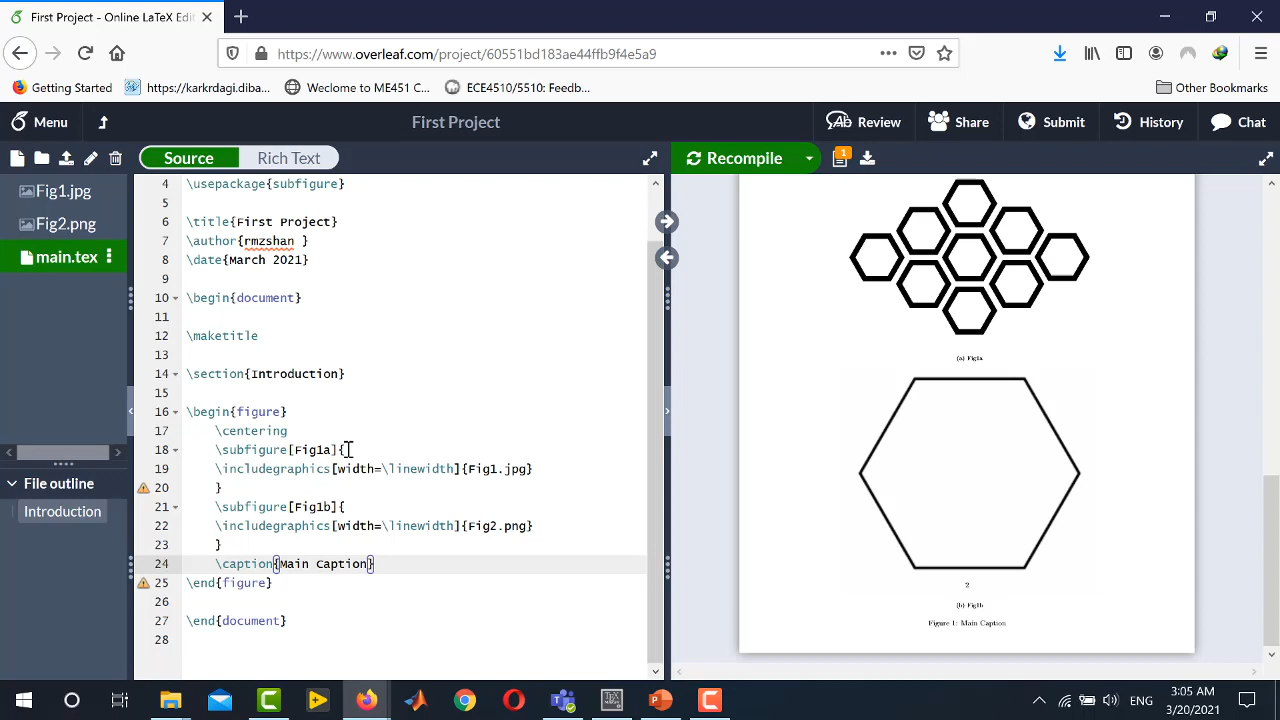 First Project - Online LaTeX Edit
https://www.overleaf.com/project/60551bd183ae44ffb9f4e5a9
Getting Started
https://karkrdagi.diba...
Weclome to ME451 C...
ECE4510/5510: Feedb...
Other Bookmarks
Menu
First Project
Review
Share
Submit
History
Chat
Source
Rich Text
Recompile
1
Fig1.jpg
Fig2.png
main.tex
File outline
Introduction
4 \usepackage{subfigure}
5
6 \title{First Project}
7 \author{rmzshan }
8 \date{March 2021}
9
10 \begin{document}
11
12 \maketitle
13
14 \section{Introduction}
15
16 \begin{figure}
17 \centering
18 \subfigure[Fig1a]{
19 \includegraphics[width=\linewidth]{Fig1.jpg}
20 }
21 \subfigure[Fig1b]{
22 \includegraphics[width=\linewidth]{Fig2.png}
23 }
24 \caption{Main Caption}
25 \end{figure}
26
27 \end{document}
28
(a) Fig1a
2
(b) Fig1b
Figure 1: Main Caption
ENG
3:05 AM
3/20/2021